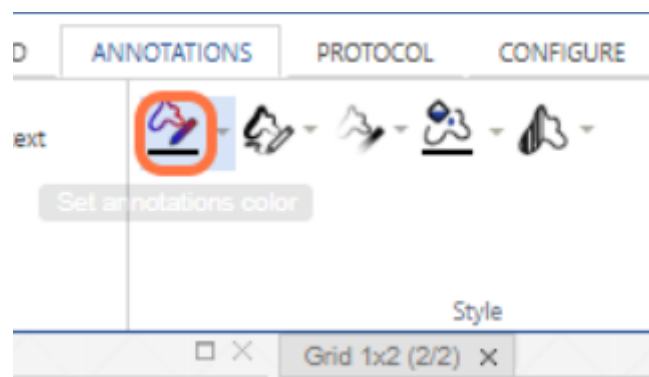 D ANNOTATIONS PROTOCOL CONFIGURE
ext
Set annotations color
Style
Grid 1x2 (2/2)